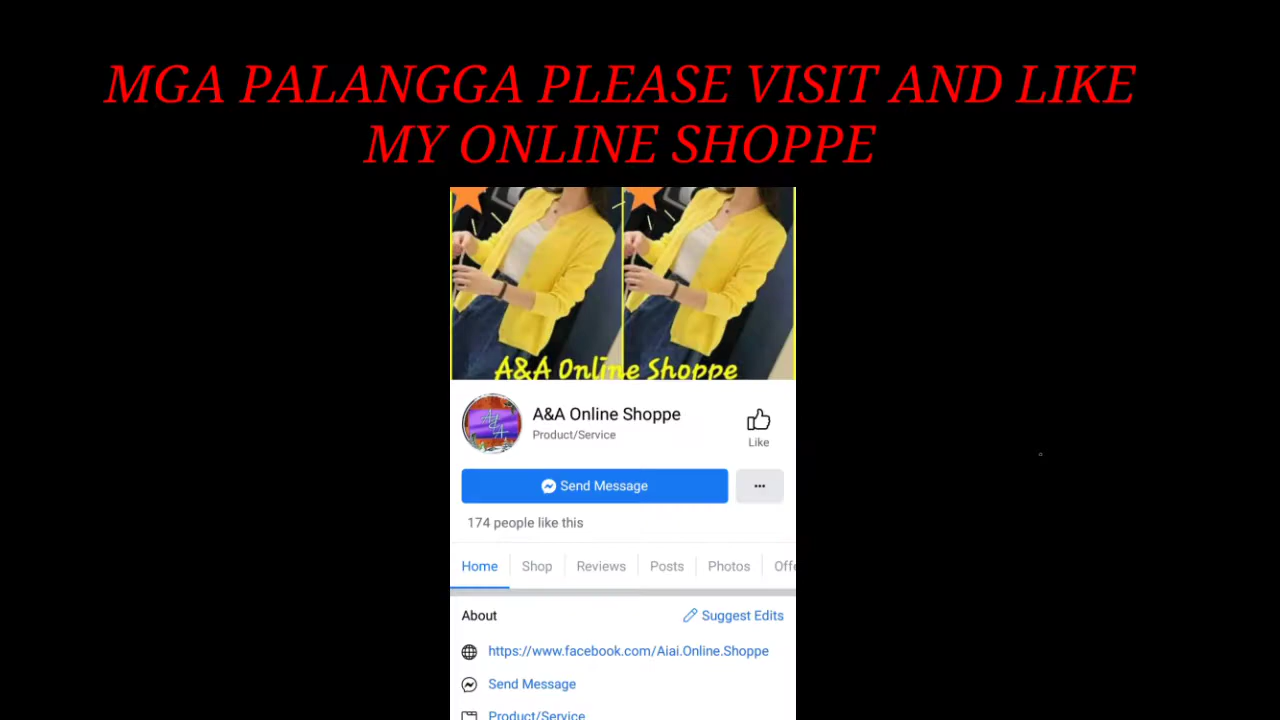 MGA PALANGGA PLEASE VISIT AND LIKE
MY ONLINE SHOPPE
A&A Online Shoppe
A&A Online Shoppe
Product/Service
Like
Send Message
174 people like this
Home Shop Reviews Posts Photos Offe
About Suggest Edits
https://www.facebook.com/Aiai.Online.Shoppe
Send Message
Product/Service